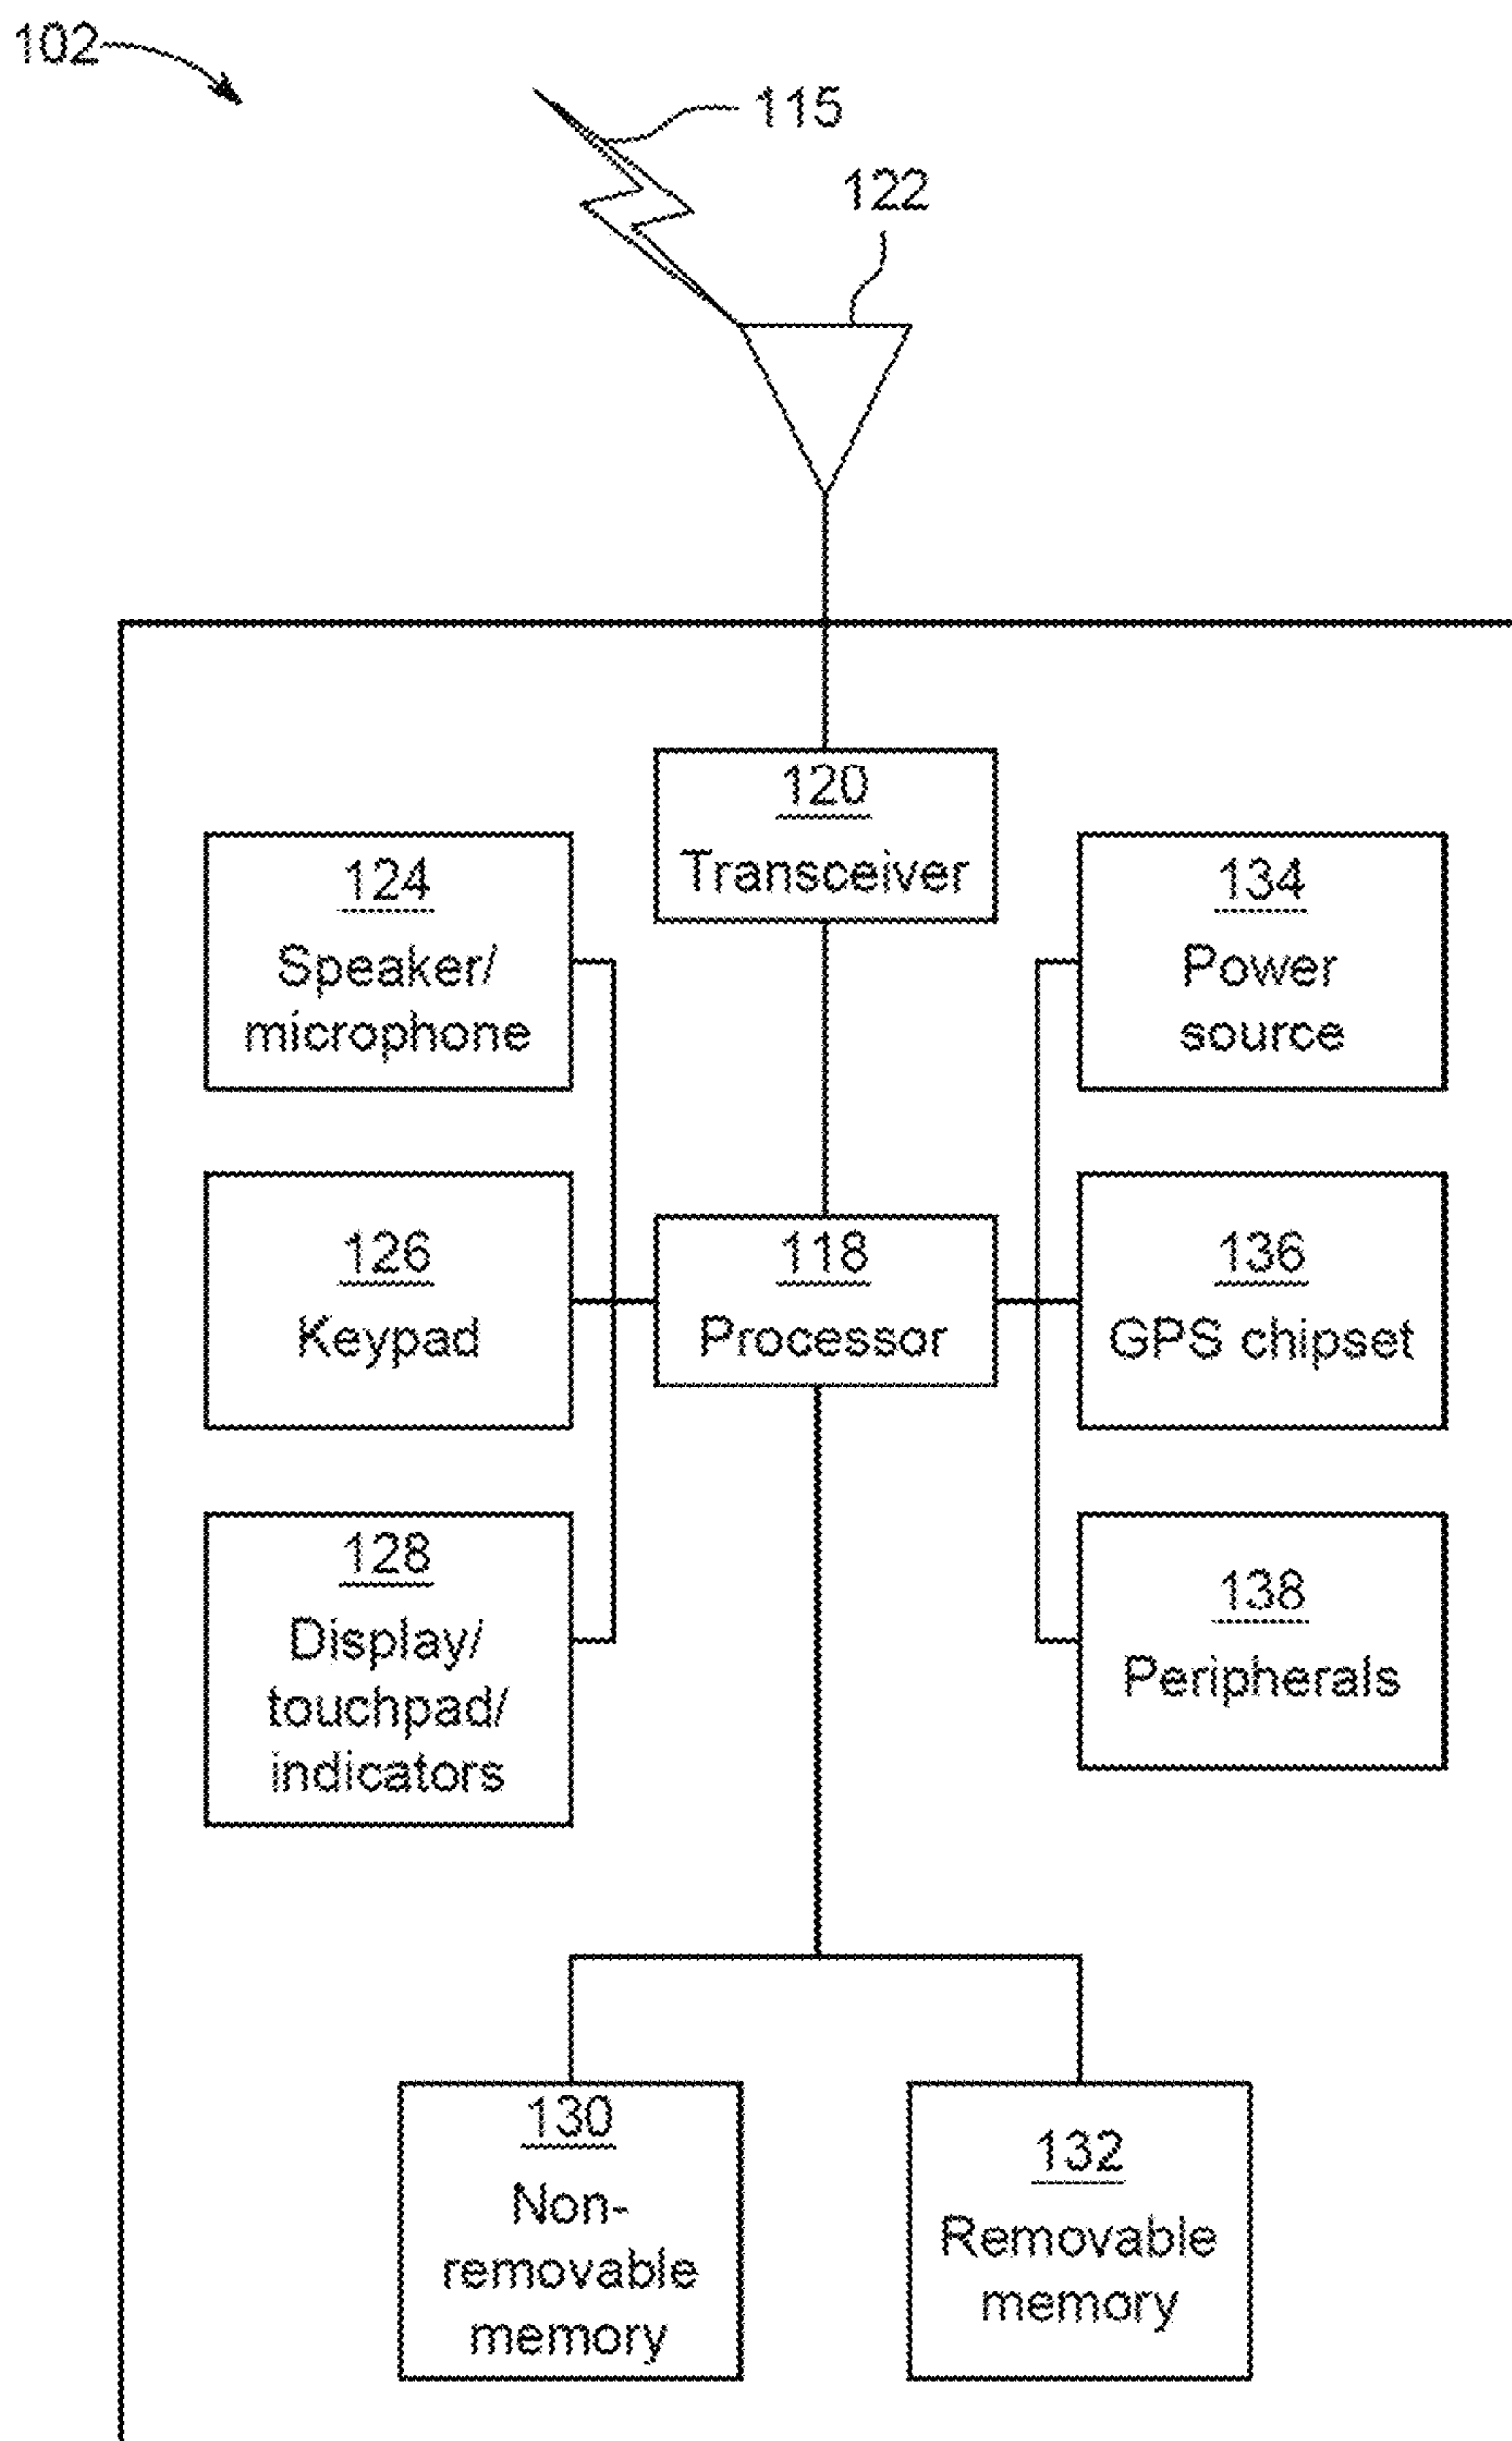 102
115
122
120
Transceiver
124
Speaker/
microphone
134
Power
source
126
Keypad
118
Processor
136
GPS chipset
128
Display/
touchpad/
indicators
138
Peripherals
130
Non-
removable
memory
132
Removable
memory